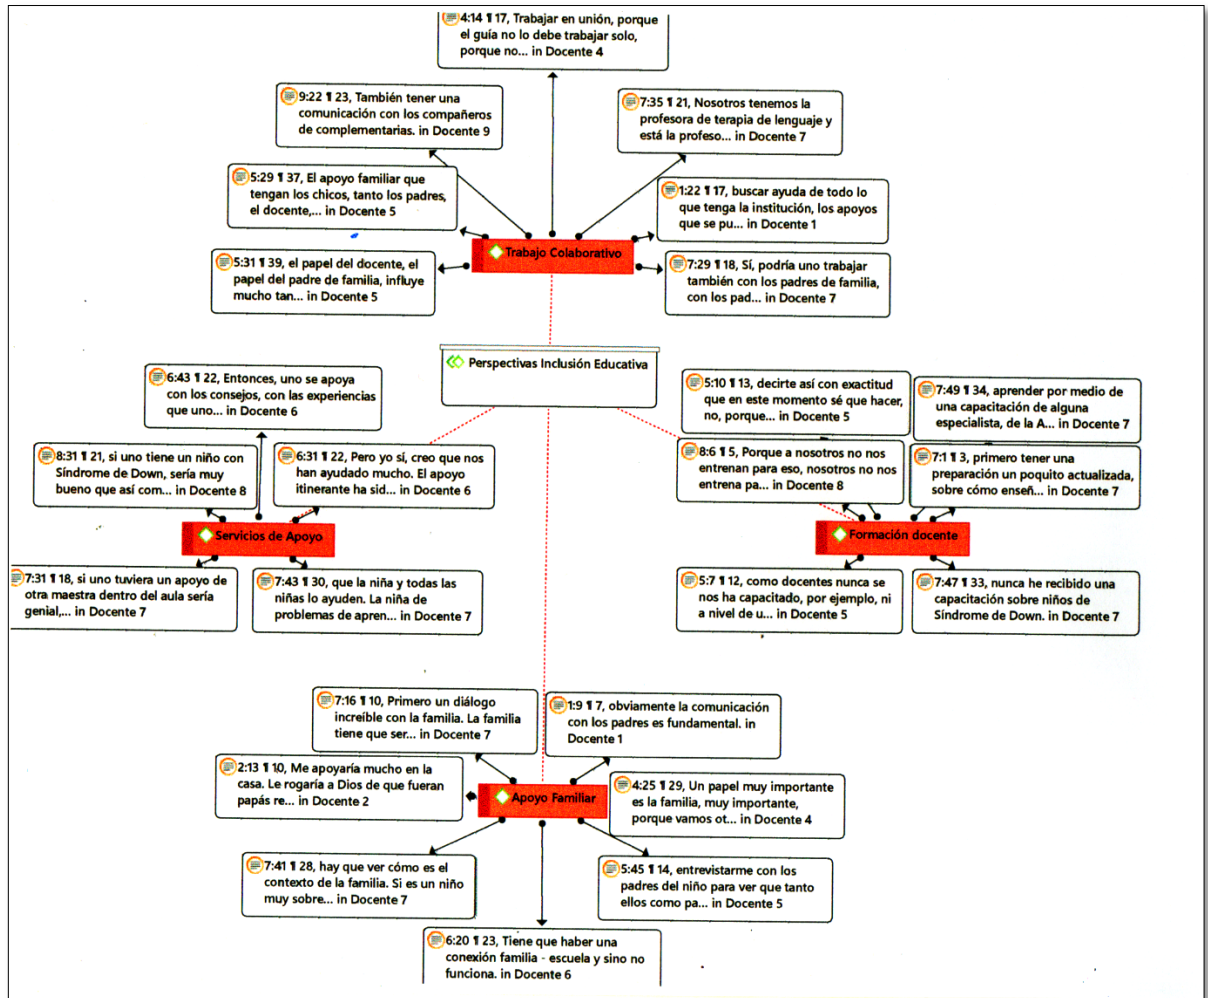 4:14 ¶ 17, Trabajar en unión, porque
el guía no lo debe trabajar solo,
porque no... in Docente 4
9:22 ¶ 23, También tener una
comunicación con los compañeros
de complementarias. in Docente 9
7:35 ¶ 21, Nosotros tenemos la
profesora de terapia de lenguaje y
está la profeso... in Docente 7
5:29 ¶ 37, El apoyo familiar que
tengan los chicos, tanto los padres,
el docente,... in Docente 5
1:22 ¶ 17, buscar ayuda de todo lo
que tenga la institución, los apoyos
que se pu... in Docente 1
Trabajo Colaborativo
5:31 ¶ 39, el papel del docente, el
papel del padre de familia, influye
mucho tan... in Docente 5
7:29 ¶ 18, Sí, podría uno trabajar
también con los padres de familia,
con los pad... in Docente 7
Perspectivas Inclusión Educativa
6:43 ¶ 22, Entonces, uno se apoya
con los consejos, con las experiencias
que uno... in Docente 6
5:10 ¶ 13, decirte así con exactitud
que en este momento sé que hacer,
no, porque... in Docente 5
7:49 ¶ 34, aprender por medio de
una capacitación de alguna
especialista, de la A... in Docente 7
8:31 ¶ 21, si uno tiene un niño con
Síndrome de Down, sería muy
bueno que así com... in Docente 8
6:31 ¶ 22, Pero yo sí, creo que nos
han ayudado mucho. El apoyo
itinerante ha sid... in Docente 6
8:6 ¶ 5, Porque a nosotros no nos
entrenan para eso, nosotros no nos
entrena pa... in Docente 8
7:1 ¶ 3, primero tener una
preparación un poquito actualizada,
sobre cómo enseñ... in Docente 7
Servicios de Apoyo
Formación docente
7:31 ¶ 18, si uno tuviera un apoyo de
otra maestra dentro del aula sería
genial,... in Docente 7
7:43 ¶ 30, que la niña y todas las
niñas lo ayuden. La niña de
problemas de apren... in Docente 7
5:7 ¶ 12, como docentes nunca se
nos ha capacitado, por ejemplo, ni
a nivel de u... in Docente 5
7:47 ¶ 33, nunca he recibido una
capacitación sobre niños de
Síndrome de Down. in Docente 7
7:16 ¶ 10, Primero un diálogo
increíble con la familia. La familia
tiene que ser... in Docente 7
1:9 ¶ 7, obviamente la comunicación
con los padres es fundamental. in
Docente 1
2:13 ¶ 10, Me apoyaría mucho en la
casa. Le rogaría a Dios de que fueran
papás re... in Docente 2
Apoyo Familiar
4:25 ¶ 29, Un papel muy importante
es la familia, muy importante,
porque vamos ot... in Docente 4
7:41 ¶ 28, hay que ver cómo es el
contexto de la familia. Si es un niño
muy sobre... in Docente 7
5:45 ¶ 14, entrevistarme con los
padres del niño para ver que tanto
ellos como pa... in Docente 5
6:20 ¶ 23, Tiene que haber una
conexión familia - escuela y sino no
funciona. in Docente 6